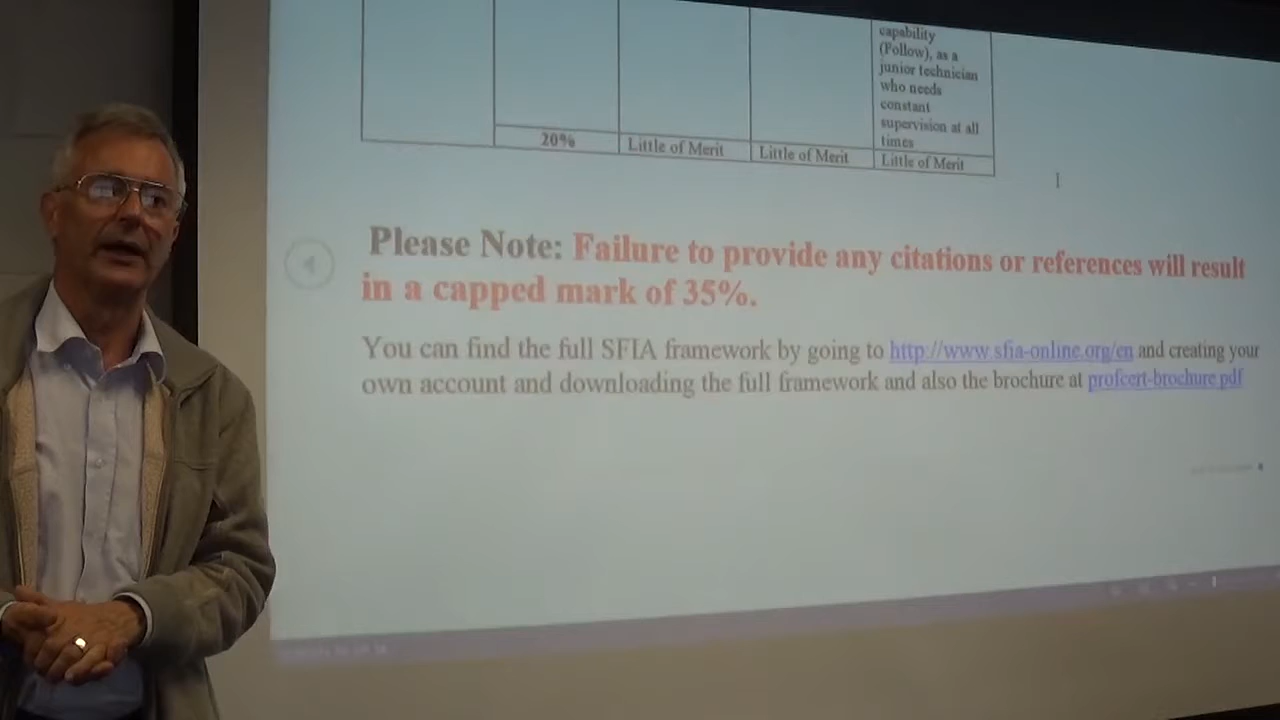 capability
(Follow), as a
junior technician
who needs
constant
supervision at all
times
20% Little of Merit Little of Merit Little of Merit
Please Note: Failure to provide any citations or references will result
in a capped mark of 35%.
You can find the full SFIA framework by going to http://www.sfia-online.org/en and creating your
own account and downloading the full framework and also the brochure at profcert-brochure.pdf